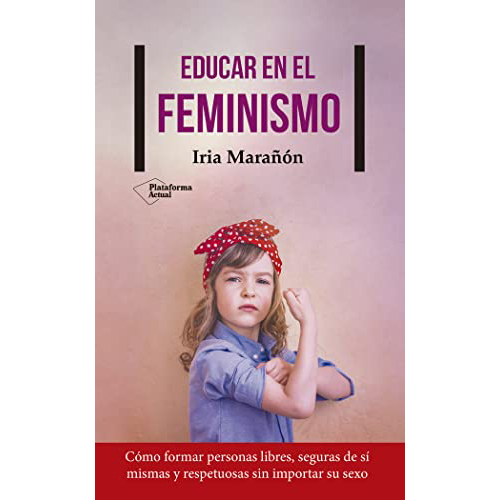 EDUCAR EN EL
FEMINISMO
Iria Marañón
Plataforma
Actual
Cómo formar personas libres, seguras de sí
mismas y respetuosas sin importar su sexo